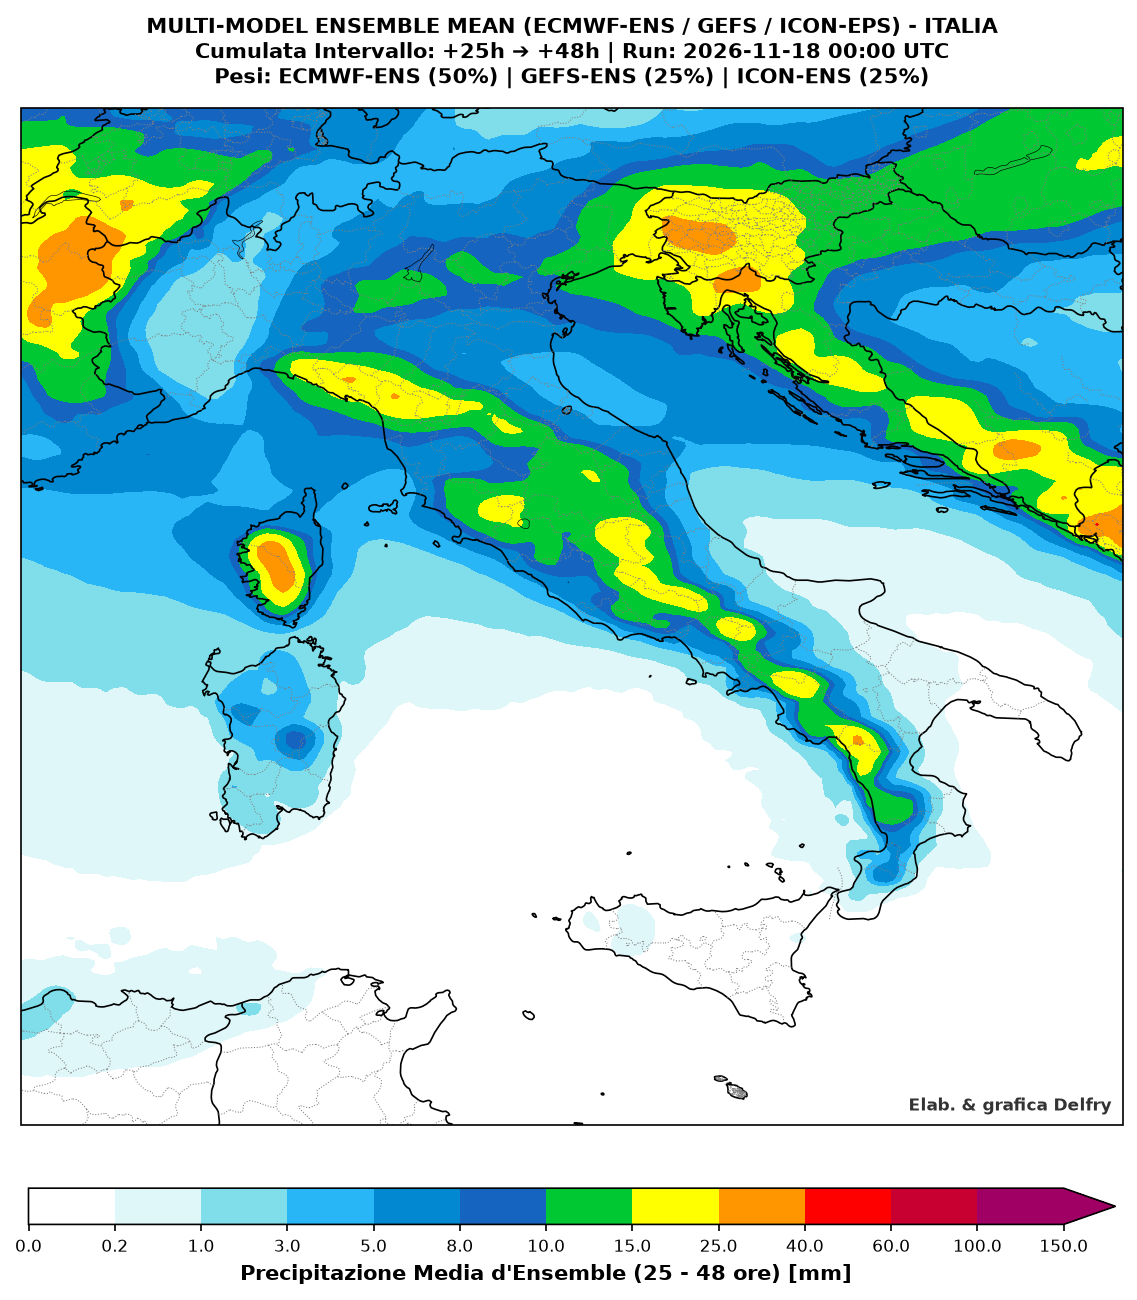 MULTI-MODEL ENSEMBLE MEAN (ECMWF-ENS / GEFS / ICON-EPS) - ITALIA
Cumulata Intervallo: +25h ➔ +48h | Run: 2026-11-18 00:00 UTC
Pesi: ECMWF-ENS (50%) | GEFS-ENS (25%) | ICON-ENS (25%)
Elab. & grafica Delfry
0.0 0.2 1.0 3.0 5.0 8.0 10.0 15.0 25.0 40.0 60.0 100.0 150.0
Precipitazione Media d'Ensemble (25 - 48 ore) [mm]